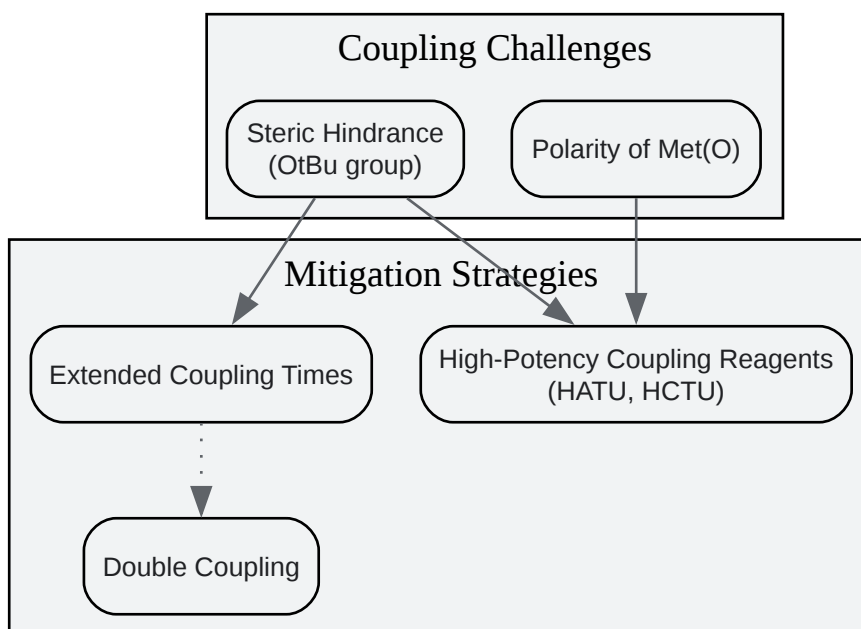 Coupling Challenges
Steric Hindrance
(OtBu group)
Polarity of Met(O)
Mitigation Strategies
Extended Coupling Times
High-Potency Coupling Reagents
(HATU, HCTU)
Double Coupling